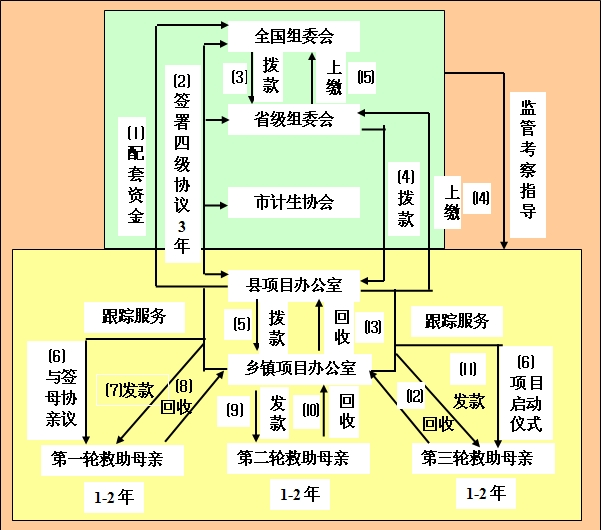 全国组委会
(1)配套资金
(2)签署四级协议3年
(3)拨款
上缴(15)
省级组委会
监管考察指导
(4)拨款
上缴(14)
市计生协会
县项目办公室
跟踪服务
(5)拨款
回收(13)
跟踪服务
乡镇项目办公室
(6)与签母协亲议
(7)发款
(8)回收
(9)发款
(10)回收
(11)发款
(12)回收
(6)项目启动仪式
第一轮救助母亲
第二轮救助母亲
第三轮救助母亲
1-2年
1-2年
1-2年